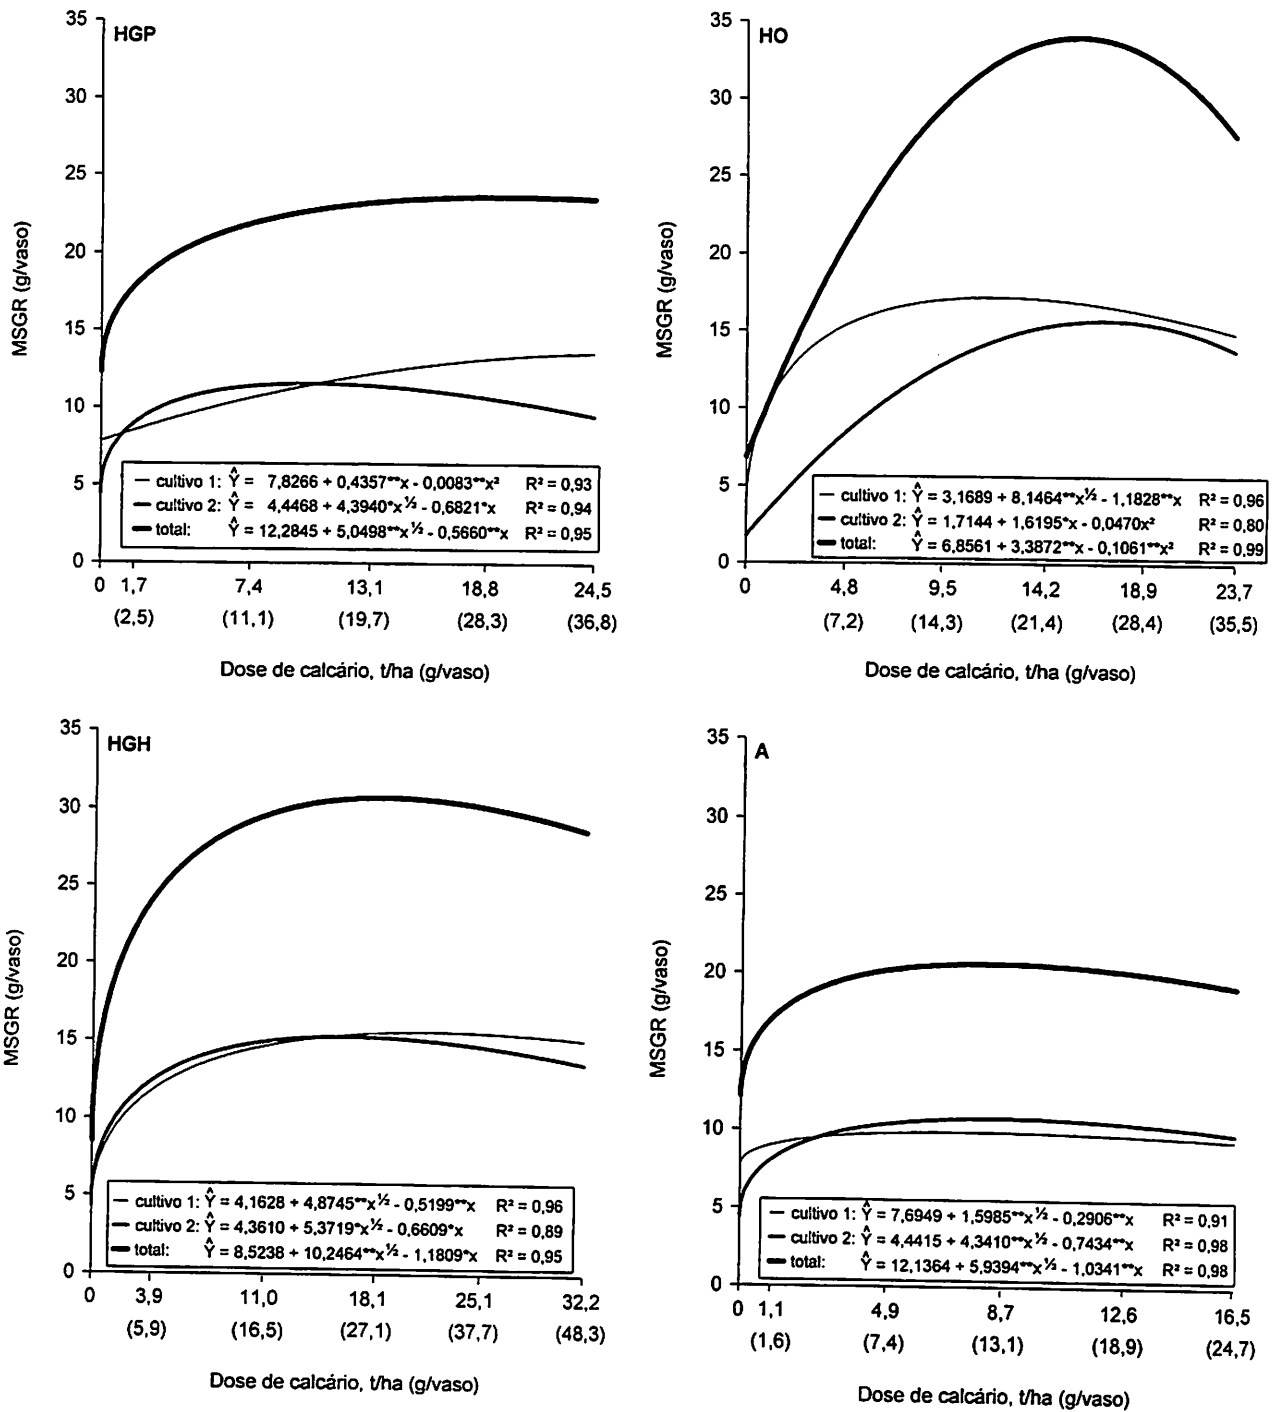 HGP
35
30
25
20
15
10
5
0
MSGR (g/vaso)
cultivo 1: Ŷ = 7,8266 + 0,4357**x - 0,0083**x² R² = 0,93
cultivo 2: Ŷ = 4,4468 + 4,3940*x½ - 0,6821*x R² = 0,94
total: Ŷ = 12,2845 + 5,0498**x½ - 0,5660**x R² = 0,95
0 1,7 7,4 13,1 18,8 24,5
(2,5) (11,1) (19,7) (28,3) (36,8)
Dose de calcário, t/ha (g/vaso)
HO
35
30
25
20
15
10
5
0
MSGR (g/vaso)
cultivo 1: Ŷ = 3,1689 + 8,1464**x½ - 1,1828**x R² = 0,96
cultivo 2: Ŷ = 1,7144 + 1,6195*x - 0,0470x² R² = 0,80
total: Ŷ = 6,8561 + 3,3872**x - 0,1061**x² R² = 0,99
0 4,8 9,5 14,2 18,9 23,7
(7,2) (14,3) (21,4) (28,4) (35,5)
Dose de calcário, t/ha (g/vaso)
HGH
35
30
25
20
15
10
5
0
MSGR (g/vaso)
cultivo 1: Ŷ = 4,1628 + 4,8745**x½ - 0,5199**x R² = 0,96
cultivo 2: Ŷ = 4,3610 + 5,3719*x½ - 0,6609*x R² = 0,89
total: Ŷ = 8,5238 + 10,2464**x½ - 1,1809*x R² = 0,95
0 3,9 11,0 18,1 25,1 32,2
(5,9) (16,5) (27,1) (37,7) (48,3)
Dose de calcário, t/ha (g/vaso)
A
35
30
25
20
15
10
5
0
MSGR (g/vaso)
cultivo 1: Ŷ = 7,6949 + 1,5985**x½ - 0,2906**x R² = 0,91
cultivo 2: Ŷ = 4,4415 + 4,3410**x½ - 0,7434**x R² = 0,98
total: Ŷ = 12,1364 + 5,9394**x½ - 1,0341**x R² = 0,98
0 1,1 4,9 8,7 12,6 16,5
(1,6) (7,4) (13,1) (18,9) (24,7)
Dose de calcário, t/ha (g/vaso)